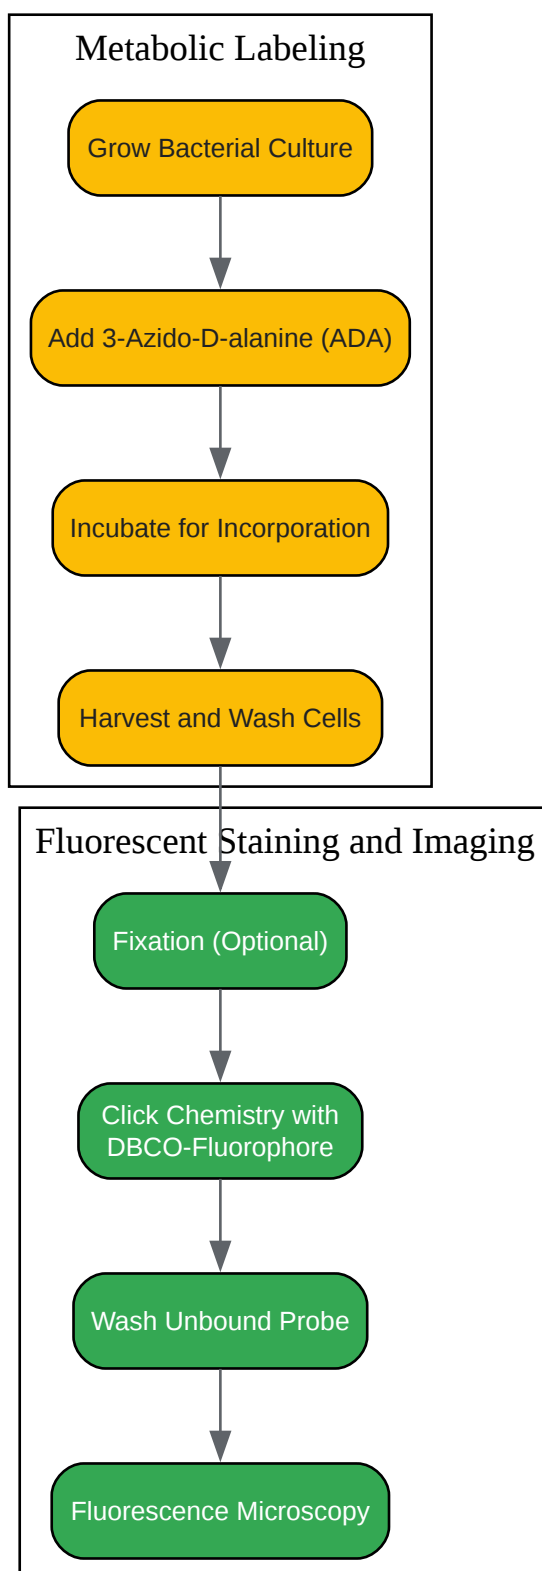 Metabolic Labeling
Grow Bacterial Culture
Add 3-Azido-D-alanine (ADA)
Incubate for Incorporation
Harvest and Wash Cells
Fluorescent Staining and Imaging
Fixation (Optional)
Click Chemistry with
DBCO-Fluorophore
Wash Unbound Probe
Fluorescence Microscopy